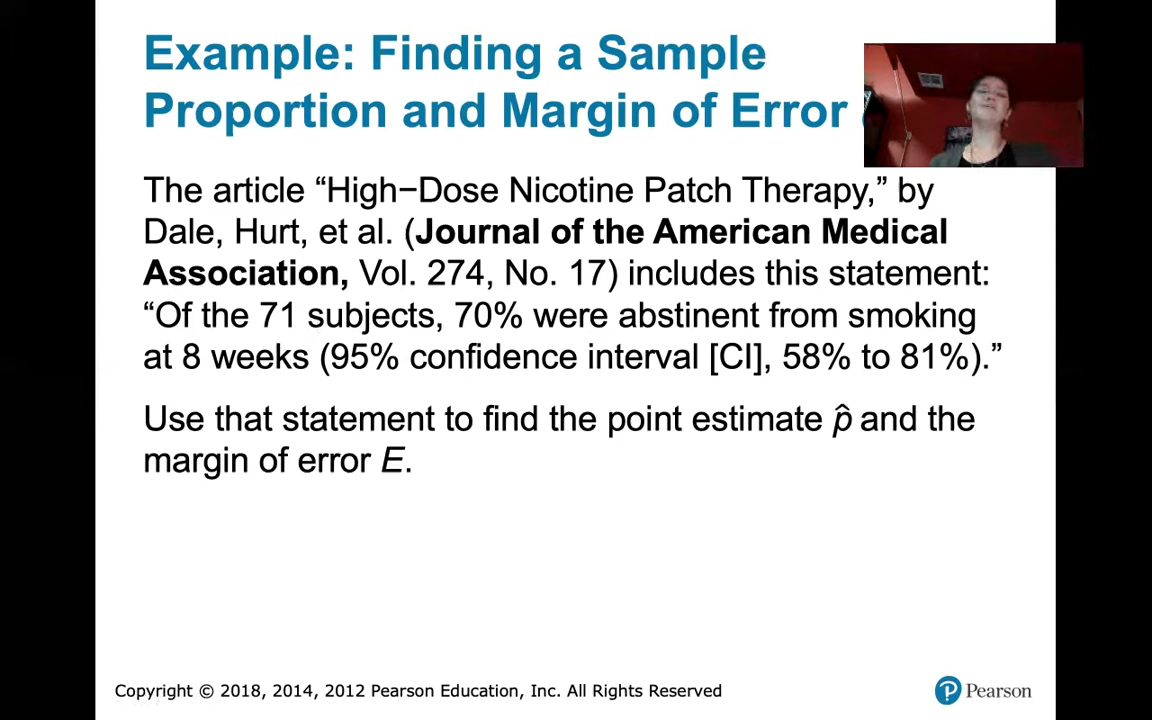 Example: Finding a Sample
Proportion and Margin of Error
The article “High−Dose Nicotine Patch Therapy,” by
Dale, Hurt, et al. (Journal of the American Medical
Association, Vol. 274, No. 17) includes this statement:
“Of the 71 subjects, 70% were abstinent from smoking
at 8 weeks (95% confidence interval [CI], 58% to 81%).”
Use that statement to find the point estimate p̂ and the
margin of error E.
Copyright © 2018, 2014, 2012 Pearson Education, Inc. All Rights Reserved
Pearson